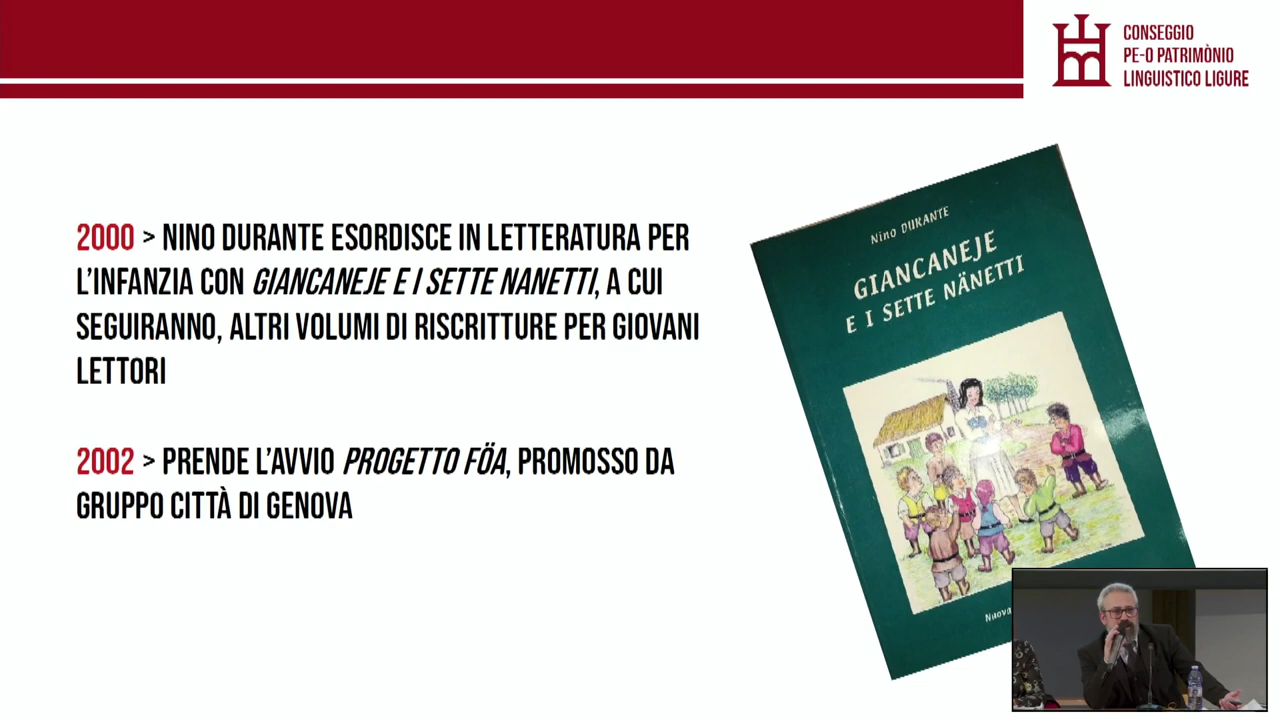 CONSEGGIO
PE-O PATRIMÒNIO
LINGUISTICO LIGURE
2000 > NINO DURANTE ESORDISCE IN LETTERATURA PER
L'INFANZIA CON GIANCANEJE E I SETTE NANETTI, A CUI
SEGUIRANNO, ALTRI VOLUMI DI RISCRITTURE PER GIOVANI
LETTORI
2002 > PRENDE L'AVVIO PROGETTO FÖA, PROMOSSO DA
GRUPPO CITTÀ DI GENOVA
Nino DURANTE
GIANCANEJE
E I SETTE NÄNETTI
Nuova